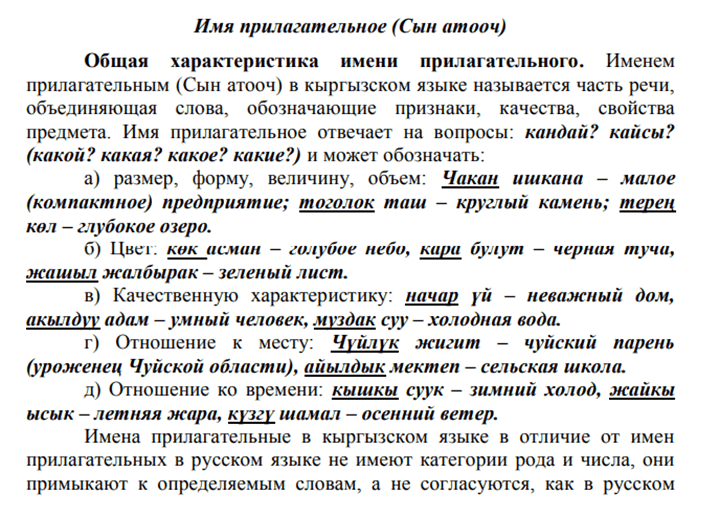 Имя прилагательное (Сын атооч)
Общая характеристика имени прилагательного. Именем
прилагательным (Сын атооч) в кыргызском языке называется часть речи,
объединяющая слова, обозначающие признаки, качества, свойства
предмета. Имя прилагательное отвечает на вопросы: кандай? кайсы?
(какой? какая? какое? какие?) и может обозначать:
а) размер, форму, величину, объем: Чакан ишкана – малое
(компактное) предприятие; тоголок таш – круглый камень; терең
көл – глубокое озеро.
б) Цвет: көк асман – голубое небо, кара булут – черная туча,
жашыл жалбырак – зеленый лист.
в) Качественную характеристику: начар үй – неважный дом,
акылдуу адам – умный человек, муздак суу – холодная вода.
г) Отношение к месту: Чүйлүк жигит – чуйский парень
(уроженец Чуйской области), айылдык мектеп – сельская школа.
д) Отношение ко времени: кышкы суук – зимний холод, жайкы
ысык – летняя жара, күзгү шамал – осенний ветер.
Имена прилагательные в кыргызском языке в отличие от имен
прилагательных в русском языке не имеют категории рода и числа, они
примыкают к определяемым словам, а не согласуются, как в русском